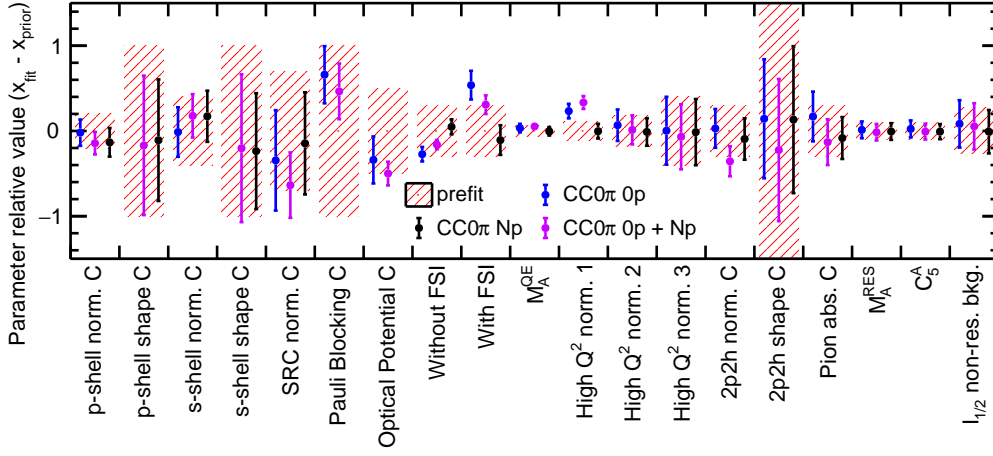 Parameter relative value (x_fit - x_prior)
1
0
−1
prefit
CC0π 0p
CC0π Np
CC0π 0p + Np
p-shell norm. C
p-shell shape C
s-shell norm. C
s-shell shape C
SRC norm. C
Pauli Blocking C
Optical Potential C
Without FSI
With FSI
M_A^QE
High Q² norm. 1
High Q² norm. 2
High Q² norm. 3
2p2h norm. C
2p2h shape C
Pion abs. C
M_A^RES
C_5^A
I_1/2 non-res. bkg.